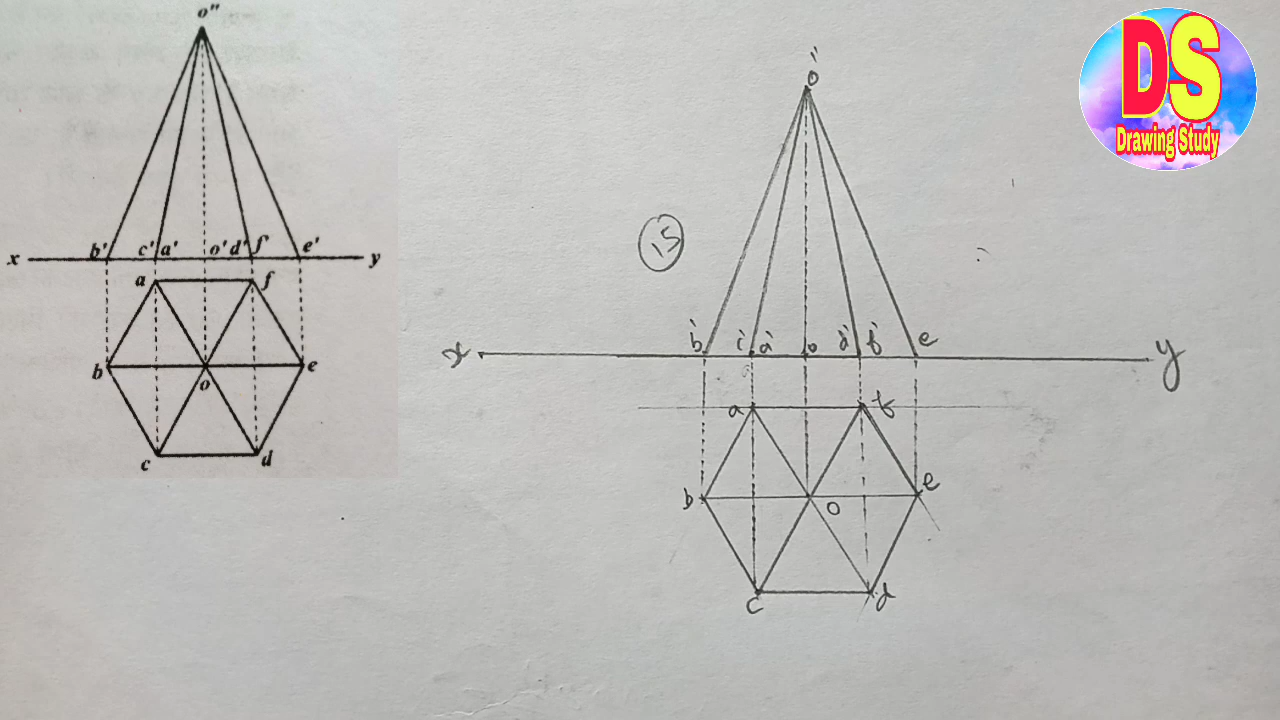 o"
x b' c' a' o' d' f' e' y
a f
b o e
c d
15
o'
x b' c' a' o d' f' e y
a f
b o e
c d
DS
Drawing Study